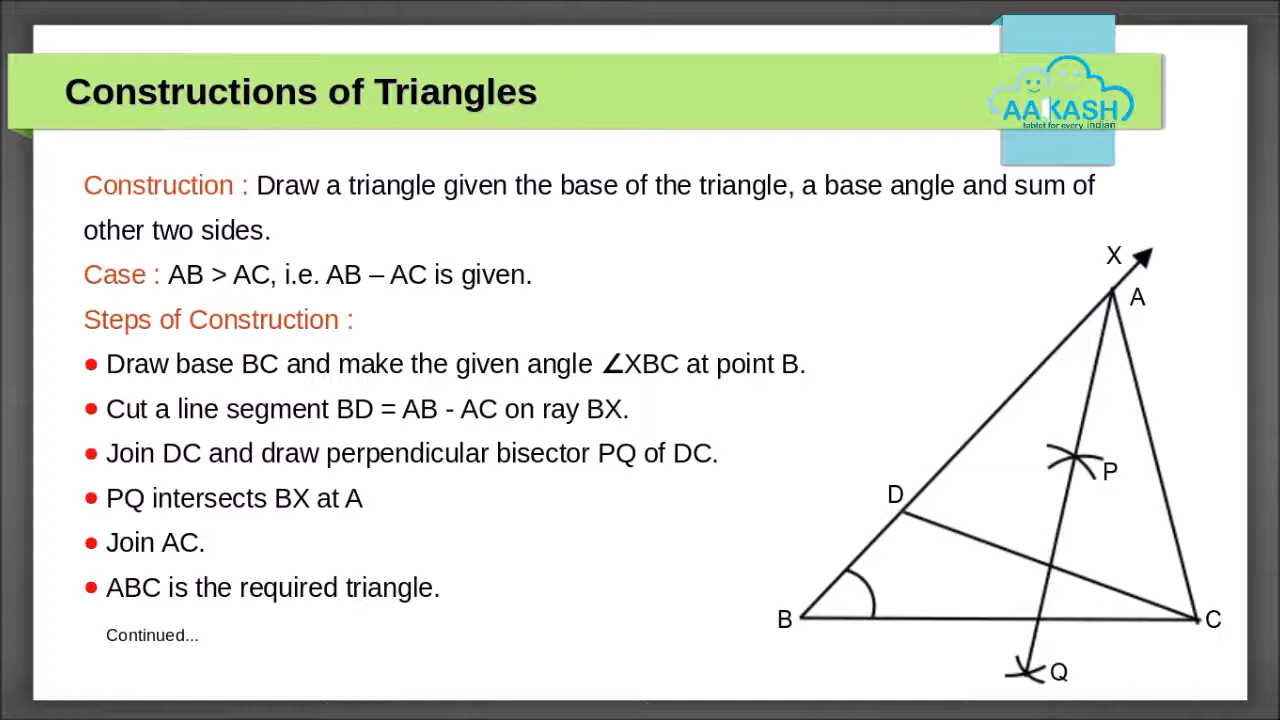 Constructions of Triangles
AAKASH
tablet for every Indian
Construction : Draw a triangle given the base of the triangle, a base angle and sum of
other two sides.
Case : AB > AC, i.e. AB – AC is given.
Steps of Construction :
● Draw base BC and make the given angle ∠XBC at point B.
● Cut a line segment BD = AB - AC on ray BX.
● Join DC and draw perpendicular bisector PQ of DC.
● PQ intersects BX at A
● Join AC.
● ABC is the required triangle.
Continued...
X
A
P
D
B
C
Q